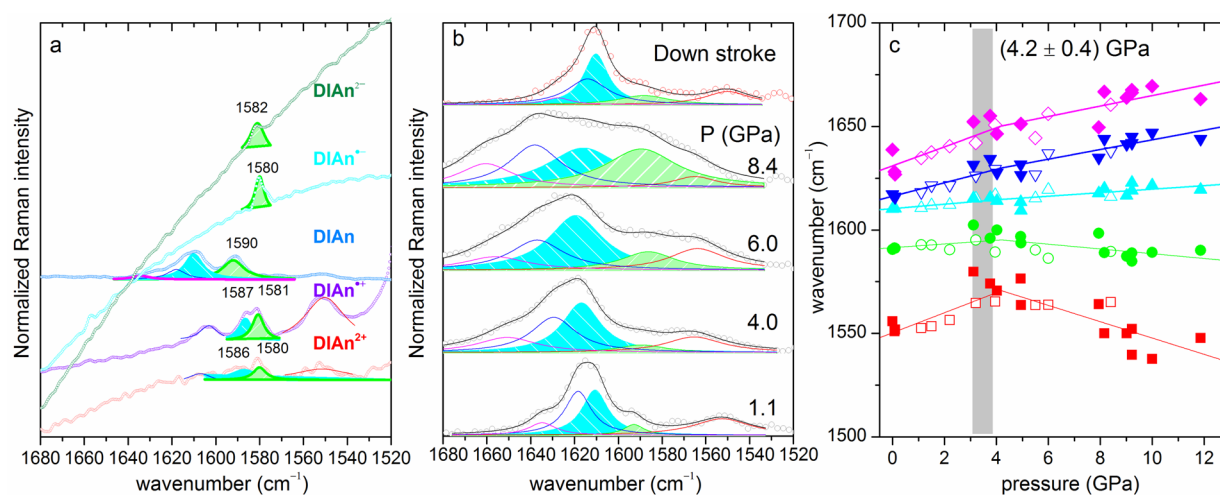 a
DIAn²⁻
1582
DIAn•⁻
1580
DIAn
1590
DIAn•⁺
1587
1581
DIAn²⁺
1586
1580
Normalized Raman intensity
1680 1660 1640 1620 1600 1580 1560 1540 1520
wavenumber (cm⁻¹)
b
Down stroke
P (GPa)
8.4
6.0
4.0
1.1
Normalized Raman intensity
1680 1660 1640 1620 1600 1580 1560 1540 1520
wavenumber (cm⁻¹)
c
(4.2 ± 0.4) GPa
1700
1650
1600
1550
1500
wavenumber (cm⁻¹)
0 2 4 6 8 10 12
pressure (GPa)